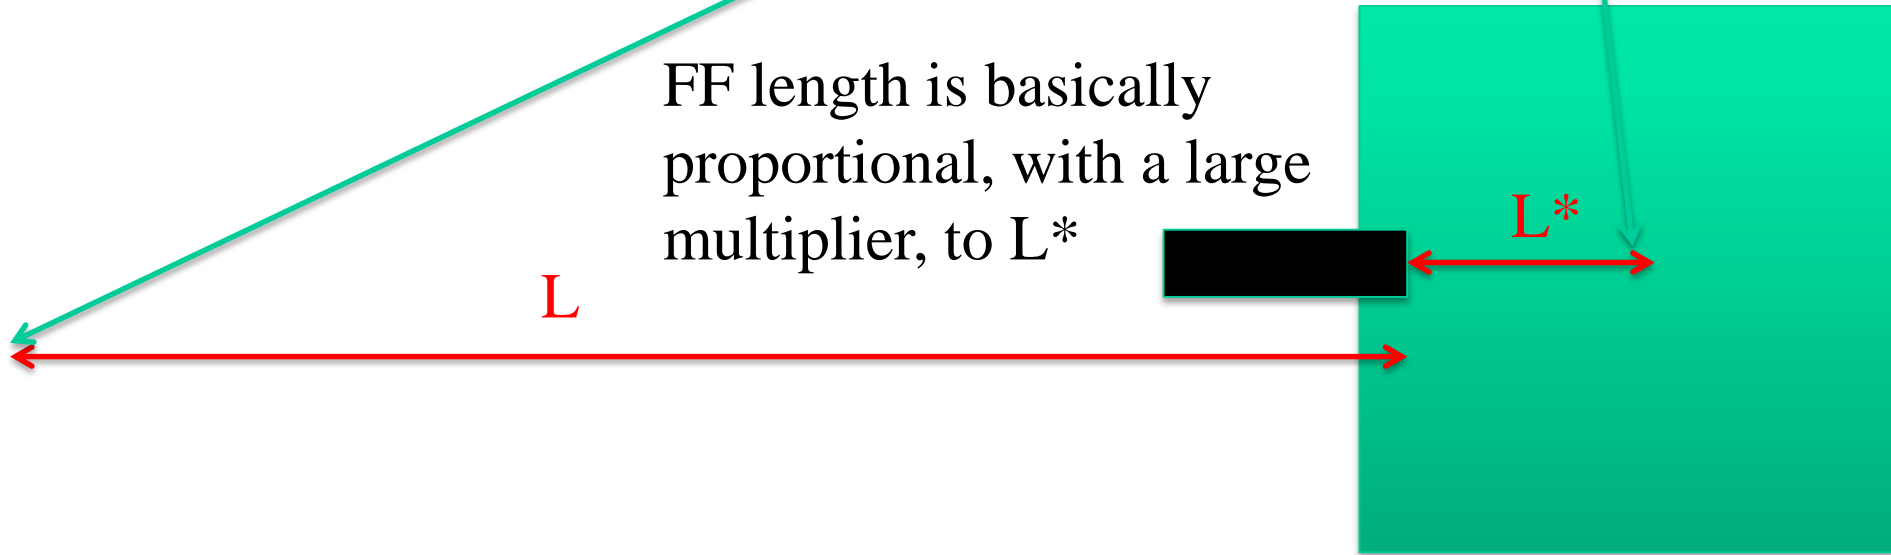 FF length is basically
proportional, with a large
multiplier, to L*
L*
L